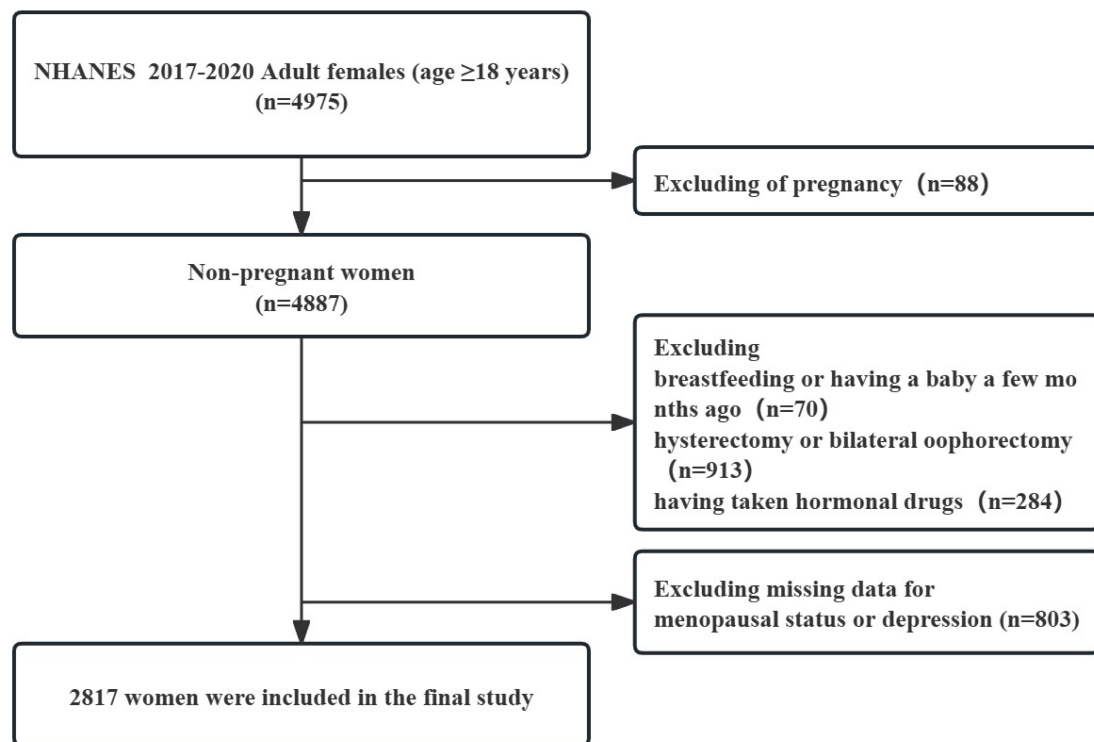 NHANES  2017-2020 Adult females (age ≥18 years)
(n=4975)
Excluding of pregnancy（n=88）
Non-pregnant women
(n=4887)
Excluding
breastfeeding or having a baby a few mo
nths ago（n=70）
hysterectomy or bilateral oophorectomy
（n=913）
having taken hormonal drugs（n=284）
Excluding missing data for
menopausal status or depression (n=803)
2817 women were included in the final study